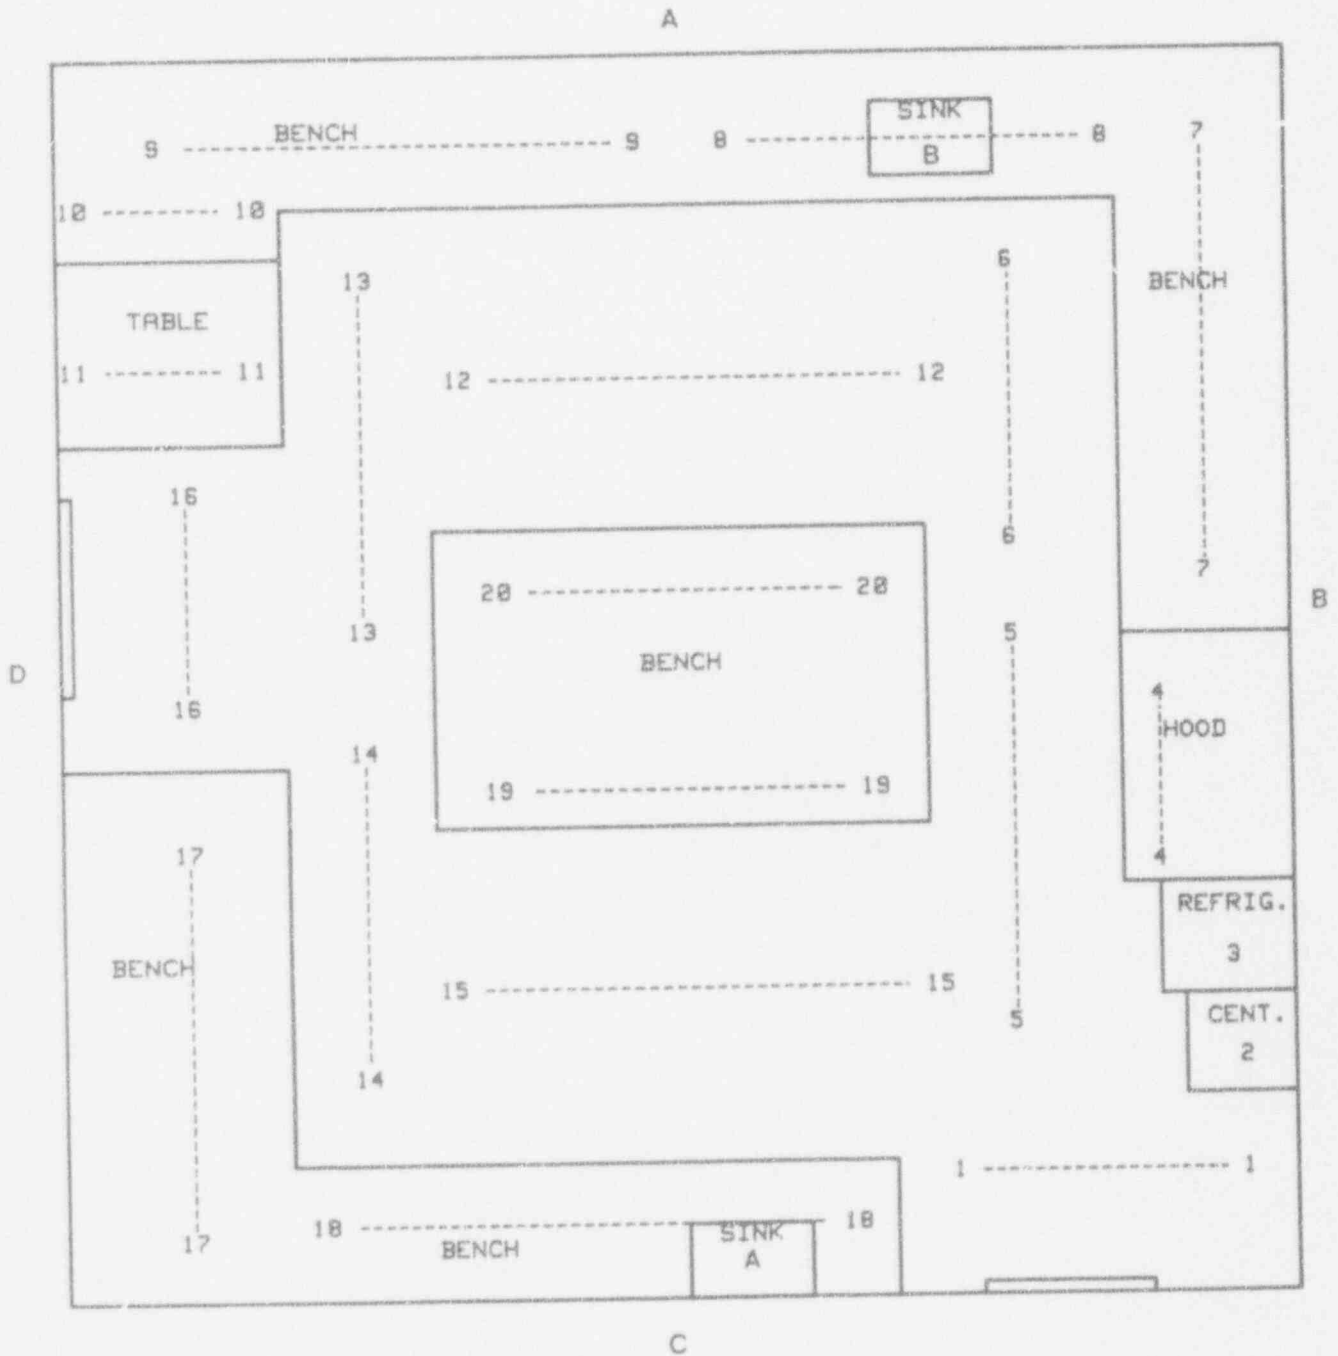 A
9 BENCH 9 8 SINK B 8 7
10 10
13 6 BENCH
TABLE
11 11 12 12
16
6
7
20 20
B
13 5
BENCH
D
4
16
HOOD
14
19 19
17 4
REFRIG.
3
BENCH
15 15
CENT.
2
5
14
1 1
18 18
17 BENCH SINK
A
C